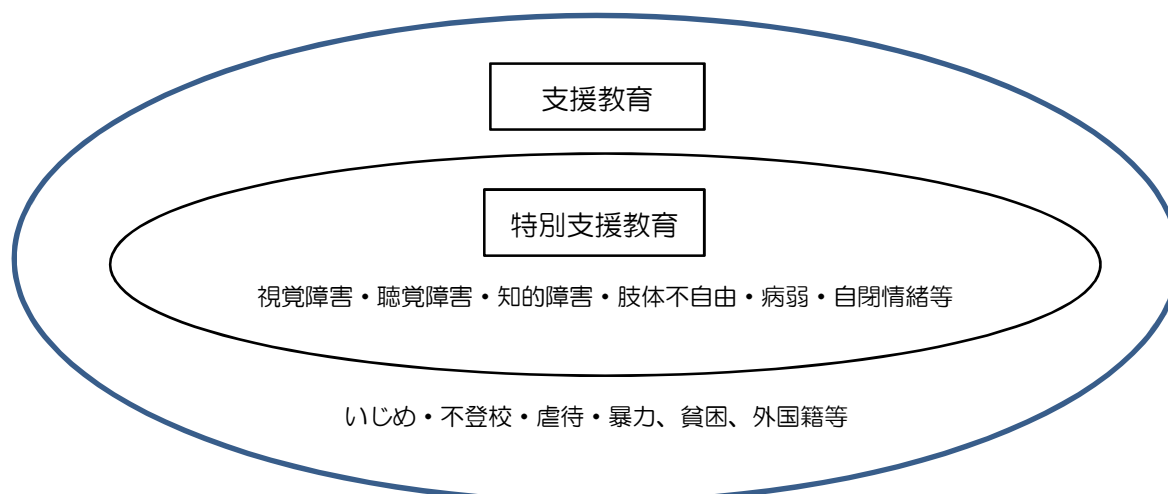 支援教育
特別支援教育
視覚障害・聴覚障害・知的障害・肢体不自由・病弱・自閉情緒等
いじめ・不登校・虐待・暴力、貧困、外国籍等